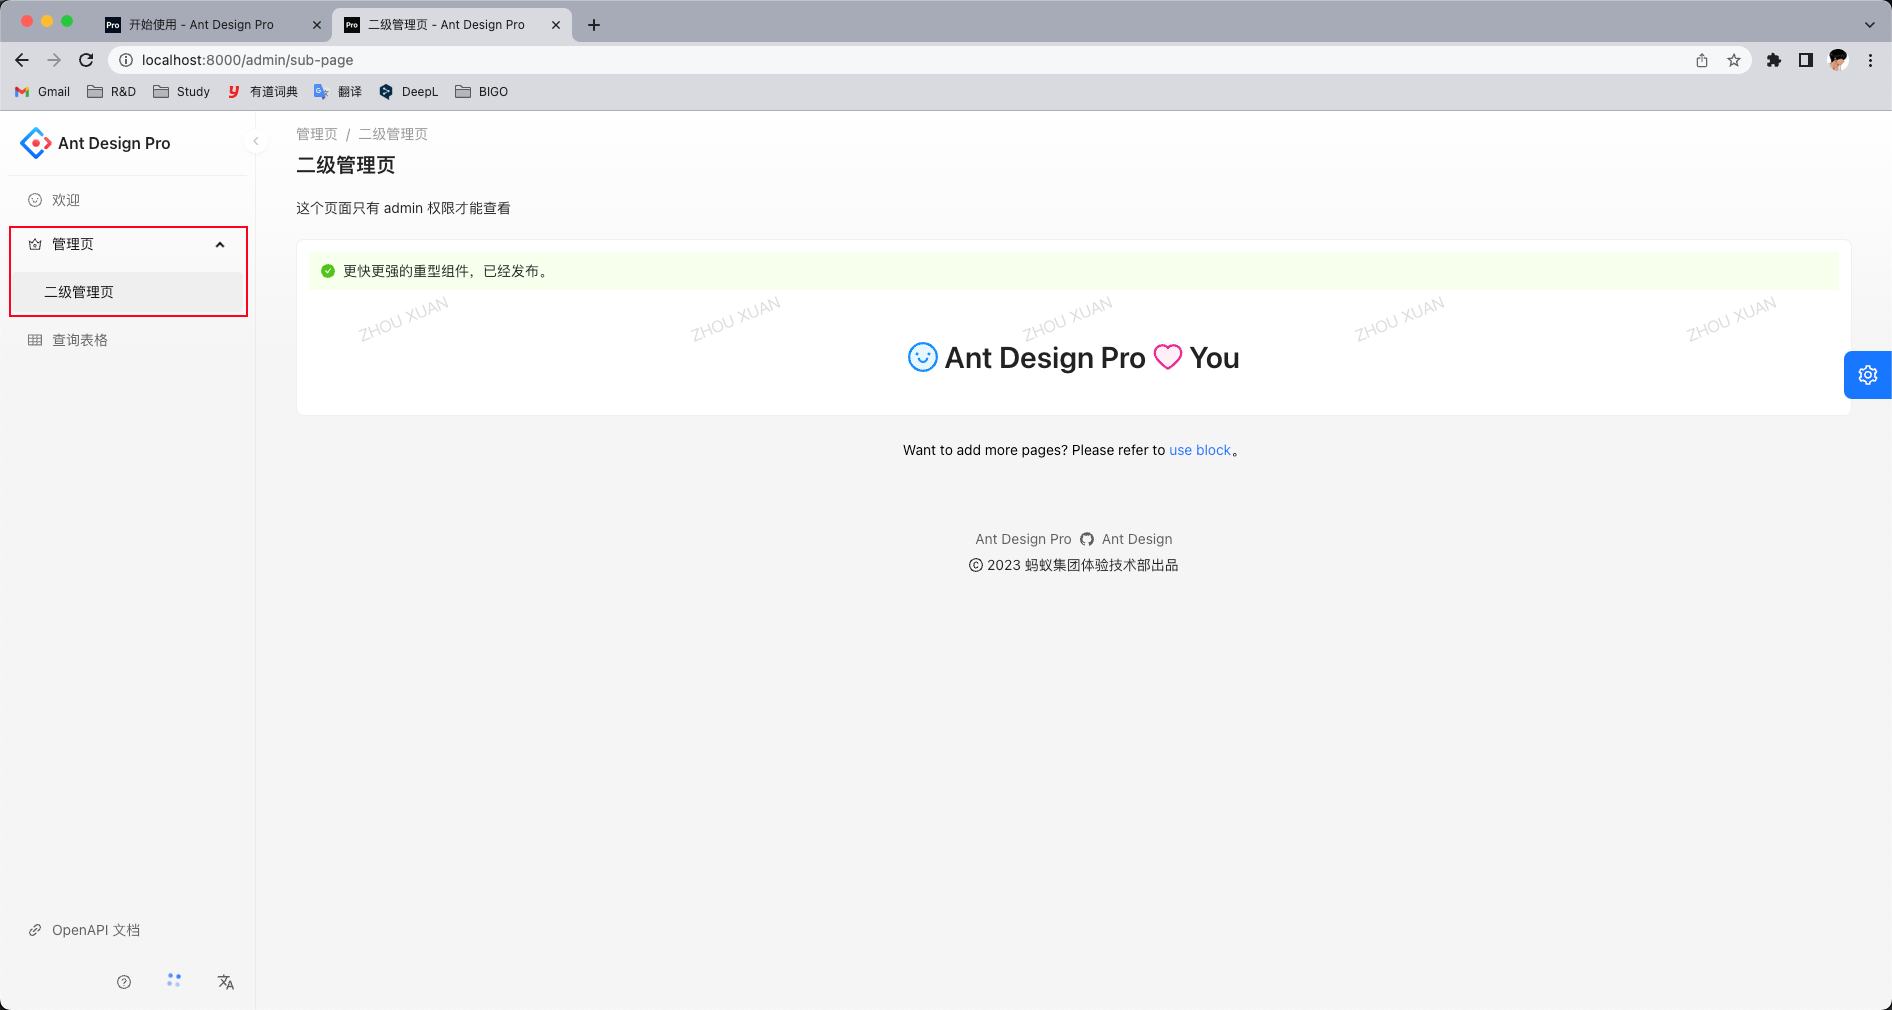 Pro 开始使用 - Ant Design Pro
Pro 二级管理页 - Ant Design Pro
localhost:8000/admin/sub-page
Gmail R&D Study 有道词典 翻译 DeepL BIGO
Ant Design Pro
欢迎
管理页
二级管理页
查询表格
OpenAPI 文档
管理页 / 二级管理页
二级管理页
这个页面只有 admin 权限才能查看
更快更强的重型组件，已经发布。
ZHOU XUAN ZHOU XUAN ZHOU XUAN ZHOU XUAN ZHOU XUAN
Ant Design Pro You
Want to add more pages? Please refer to use block。
Ant Design Pro Ant Design
© 2023 蚂蚁集团体验技术部出品